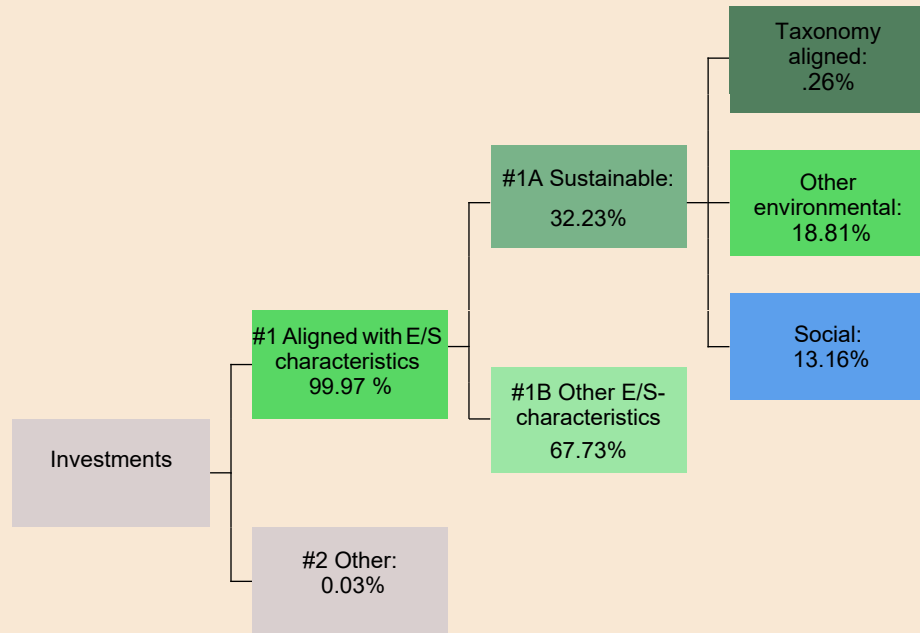 Taxonomy
aligned:
.26%
#1A Sustainable:
32.23%
Other
environmental:
18.81%
#1 Aligned with E/S
characteristics
99.97 %
Social:
13.16%
#1B Other E/S-
characteristics
67.73%
Investments
#2 Other:
0.03%